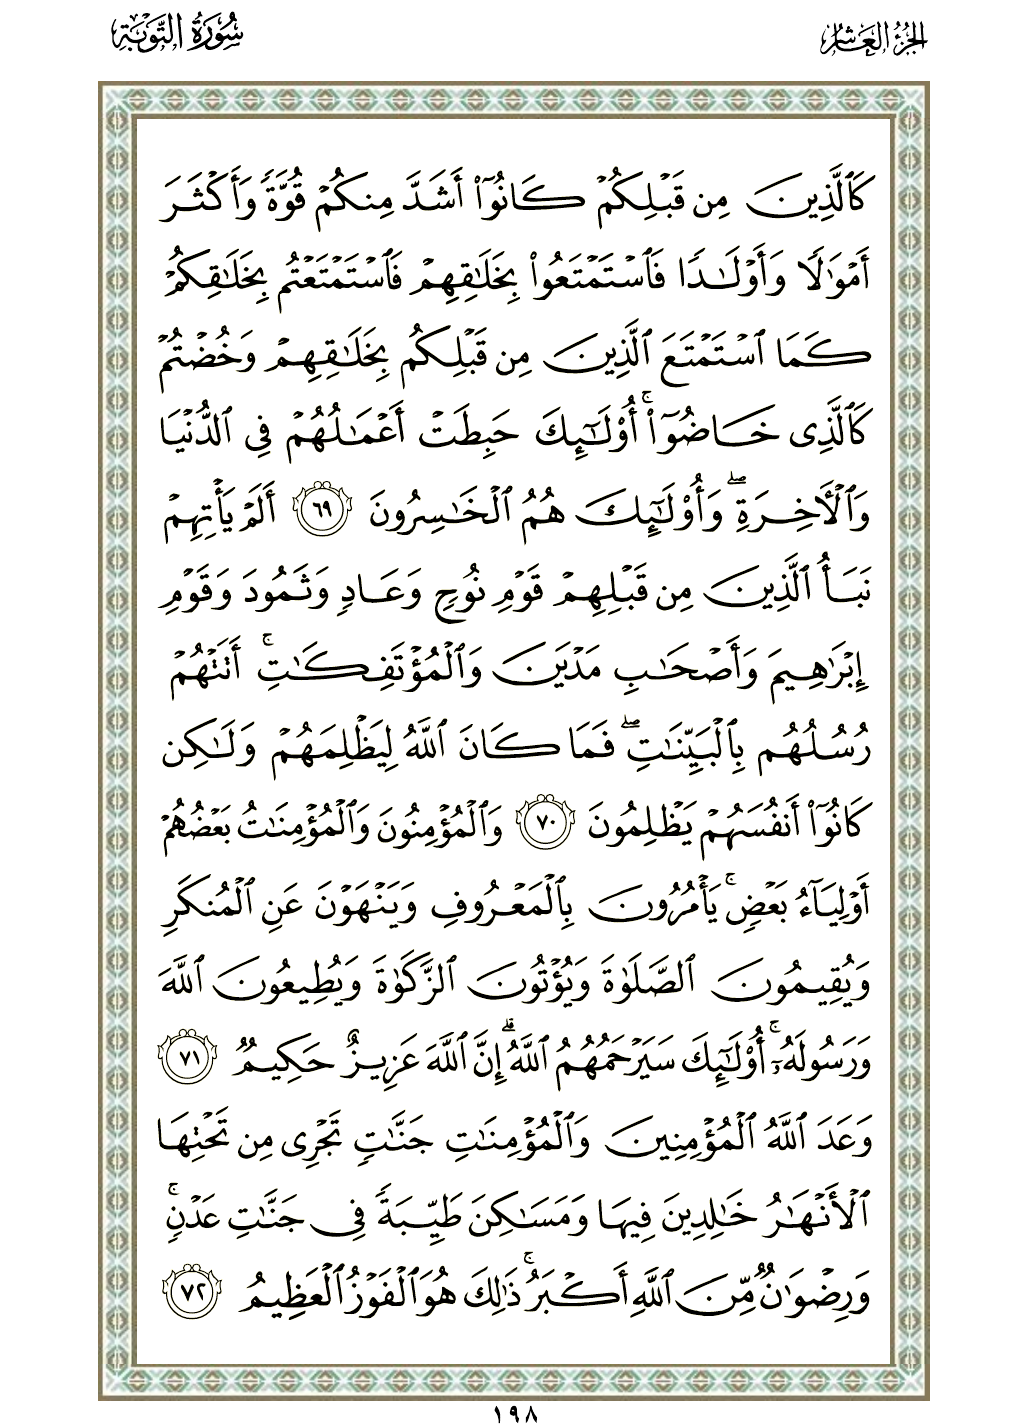 الجزء العاشر
سورة التوبة
كَٱلَّذِينَ مِن قَبْلِكُمْ كَانُوٓا۟ أَشَدَّ مِنكُمْ قُوَّةً وَأَكْثَرَ
أَمْوَٰلًا وَأَوْلَـٰدًا فَٱسْتَمْتَعُوا۟ بِخَلَـٰقِهِمْ فَٱسْتَمْتَعْتُم بِخَلَـٰقِكُمْ
كَمَا ٱسْتَمْتَعَ ٱلَّذِينَ مِن قَبْلِكُم بِخَلَـٰقِهِمْ وَخُضْتُمْ
كَٱلَّذِى خَاضُوٓا۟ ۚ أُو۟لَـٰٓئِكَ حَبِطَتْ أَعْمَـٰلُهُمْ فِى ٱلدُّنْيَا
وَٱلْـَٔاخِرَةِ ۖ وَأُو۟لَـٰٓئِكَ هُمُ ٱلْخَـٰسِرُونَ ٦٩ أَلَمْ يَأْتِهِمْ
نَبَأُ ٱلَّذِينَ مِن قَبْلِهِمْ قَوْمِ نُوحٍ وَعَادٍ وَثَمُودَ وَقَوْمِ
إِبْرَٰهِيمَ وَأَصْحَـٰبِ مَدْيَنَ وَٱلْمُؤْتَفِكَـٰتِ ۚ أَتَتْهُمْ
رُسُلُهُم بِٱلْبَيِّنَـٰتِ ۖ فَمَا كَانَ ٱللَّهُ لِيَظْلِمَهُمْ وَلَـٰكِن
كَانُوٓا۟ أَنفُسَهُمْ يَظْلِمُونَ ٧٠ وَٱلْمُؤْمِنُونَ وَٱلْمُؤْمِنَـٰتُ بَعْضُهُمْ
أَوْلِيَآءُ بَعْضٍ ۚ يَأْمُرُونَ بِٱلْمَعْرُوفِ وَيَنْهَوْنَ عَنِ ٱلْمُنكَرِ
وَيُقِيمُونَ ٱلصَّلَوٰةَ وَيُؤْتُونَ ٱلزَّكَوٰةَ وَيُطِيعُونَ ٱللَّهَ
وَرَسُولَهُۥٓ ۚ أُو۟لَـٰٓئِكَ سَيَرْحَمُهُمُ ٱللَّهُ ۗ إِنَّ ٱللَّهَ عَزِيزٌ حَكِيمٌ ٧١
وَعَدَ ٱللَّهُ ٱلْمُؤْمِنِينَ وَٱلْمُؤْمِنَـٰتِ جَنَّـٰتٍ تَجْرِى مِن تَحْتِهَا
ٱلْأَنْهَـٰرُ خَـٰلِدِينَ فِيهَا وَمَسَـٰكِنَ طَيِّبَةً فِى جَنَّـٰتِ عَدْنٍ ۚ
وَرِضْوَٰنٌ مِّنَ ٱللَّهِ أَكْبَرُ ۚ ذَٰلِكَ هُوَ ٱلْفَوْزُ ٱلْعَظِيمُ ٧٢
١٩٨